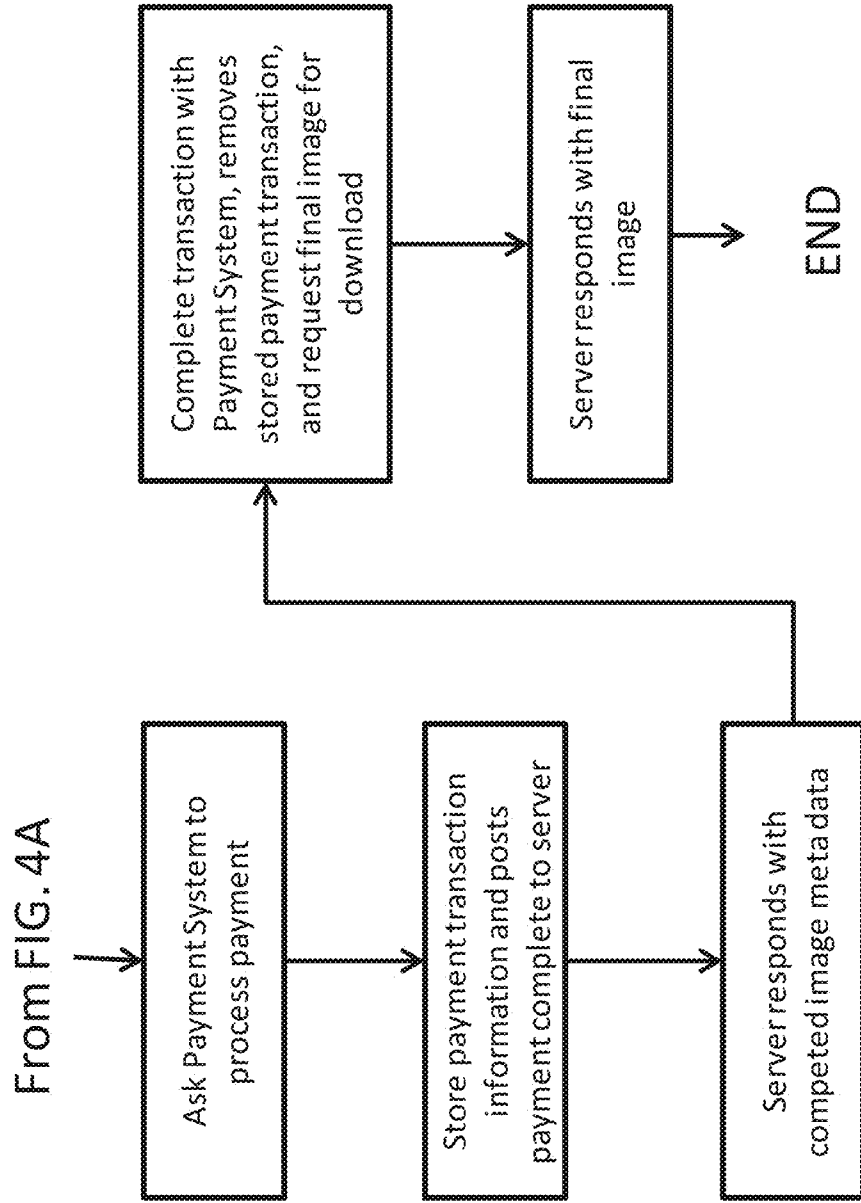 From FIG. 4A
Ask Payment System to
process payment
Store payment transaction
information and posts
payment complete to server
Server responds with
competed image meta data
Complete transaction with
Payment System, removes
stored payment transaction,
and request final image for
download
Server responds with final
image
END